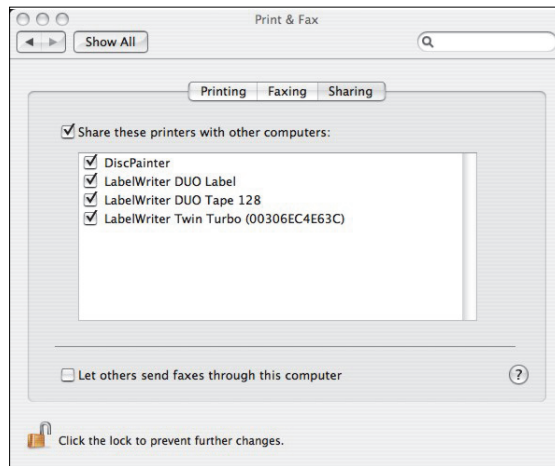 Print & Fax
Show All
Printing Faxing Sharing
Share these printers with other computers:
DiscPainter
LabelWriter DUO Label
LabelWriter DUO Tape 128
LabelWriter Twin Turbo (00306EC4E63C)
Let others send faxes through this computer
?
Click the lock to prevent further changes.